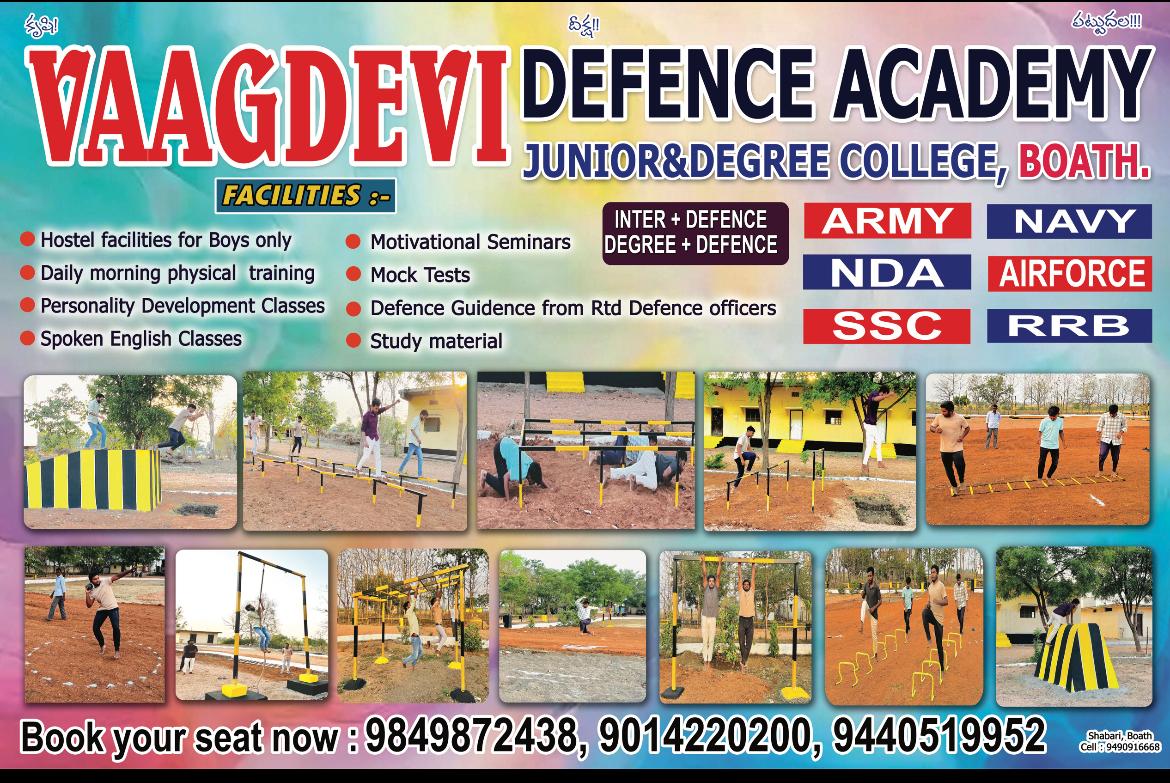 కృషి!
దీక్ష!!
పట్టుదల!!!
VAAGDEVI
DEFENCE ACADEMY
JUNIOR&DEGREE COLLEGE, BOATH.
FACILITIES :-
Hostel facilities for Boys only
Daily morning physical training
Personality Development Classes
Spoken English Classes
Motivational Seminars
Mock Tests
Defence Guidence from Rtd Defence officers
Study material
INTER + DEFENCE
DEGREE + DEFENCE
ARMY
NAVY
NDA
AIRFORCE
SSC
RRB
Book your seat now : 9849872438, 9014220200, 9440519952
Shabari, Boath
Cell : 9490916668